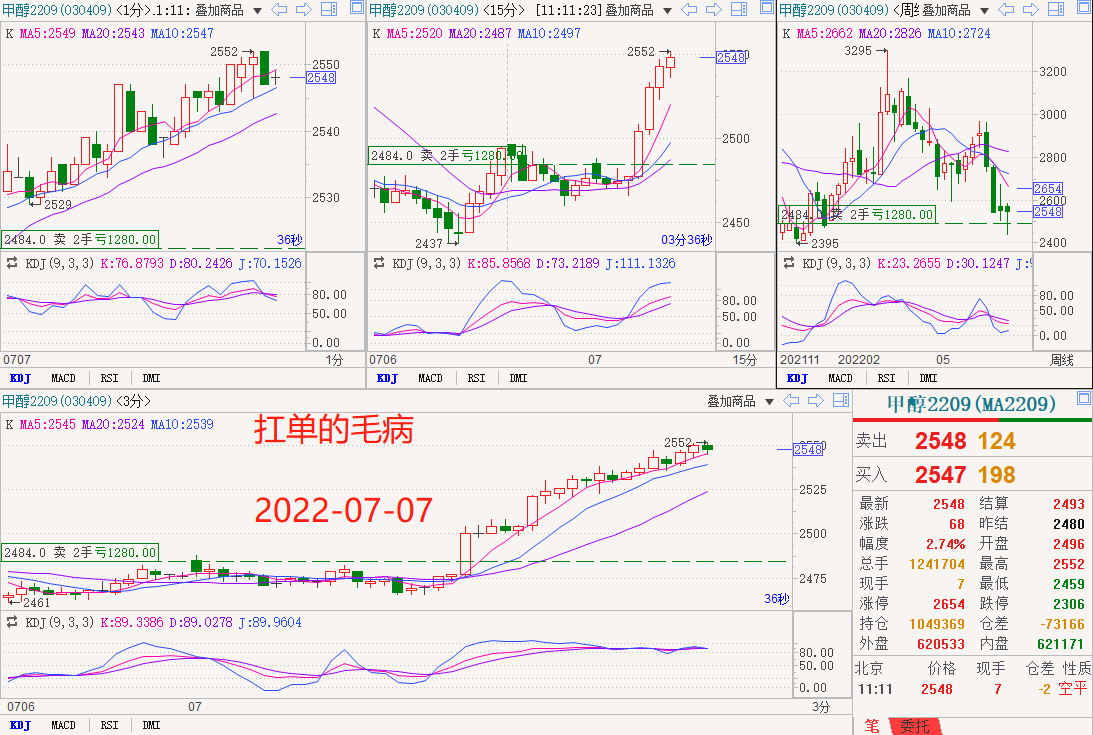 甲醇2209(030409)<1分>.1:11: 叠加商品
K MA5:2549 MA20:2543 MA10:2547
2552
2550
2548
2540
2530
2529
2484.0 卖 2手亏1280.00
36秒
KDJ(9,3,3) K:76.8793 D:80.2426 J:70.1526
80.00
50.00
0.00
0707
1分
KDJ MACD RSI DMI
甲醇2209(030409)<15分> [11:11:23]叠加商品
K MA5:2520 MA20:2487 MA10:2497
2552
2548
2500
2484.0 卖 2手亏1280.00
2450
2437
03分36秒
KDJ(9,3,3) K:85.8568 D:73.2189 J:111.1326
80.00
50.00
0.00
0706
07
15分
KDJ MACD RSI DMI
甲醇2209(030409)<周 叠加商品
K MA5:2662 MA20:2826 MA10:2724
3295
3200
3000
2800
2654
2600
2548
2484.0 卖 2手亏1280.00
2400
2395
KDJ(9,3,3) K:23.2655 D:30.1247 J:9
80.00
50.00
0.00
202111
202202
05
周线
KDJ MACD RSI DMI
甲醇2209(030409)<3分>
叠加商品
K MA5:2545 MA20:2524 MA10:2539
扛单的毛病
2022-07-07
2552
2548
2525
2500
2484.0 卖 2手亏1280.00
2475
2461
36秒
KDJ(9,3,3) K:89.3386 D:89.0278 J:89.9604
80.00
50.00
0.00
0706
07
3分
KDJ MACD RSI DMI
甲醇2209(MA2209)
卖出 2548 124
买入 2547 198
最新 2548 结算 2493
涨跌 68 昨结 2480
幅度 2.74% 开盘 2496
总手 1241704 最高 2552
现手 7 最低 2459
涨停 2654 跌停 2306
持仓 1049369 仓差 -73166
外盘 620533 内盘 621171
北京 价格 现手 仓差 性质
11:11 2548 7 -2 空平
笔 委托